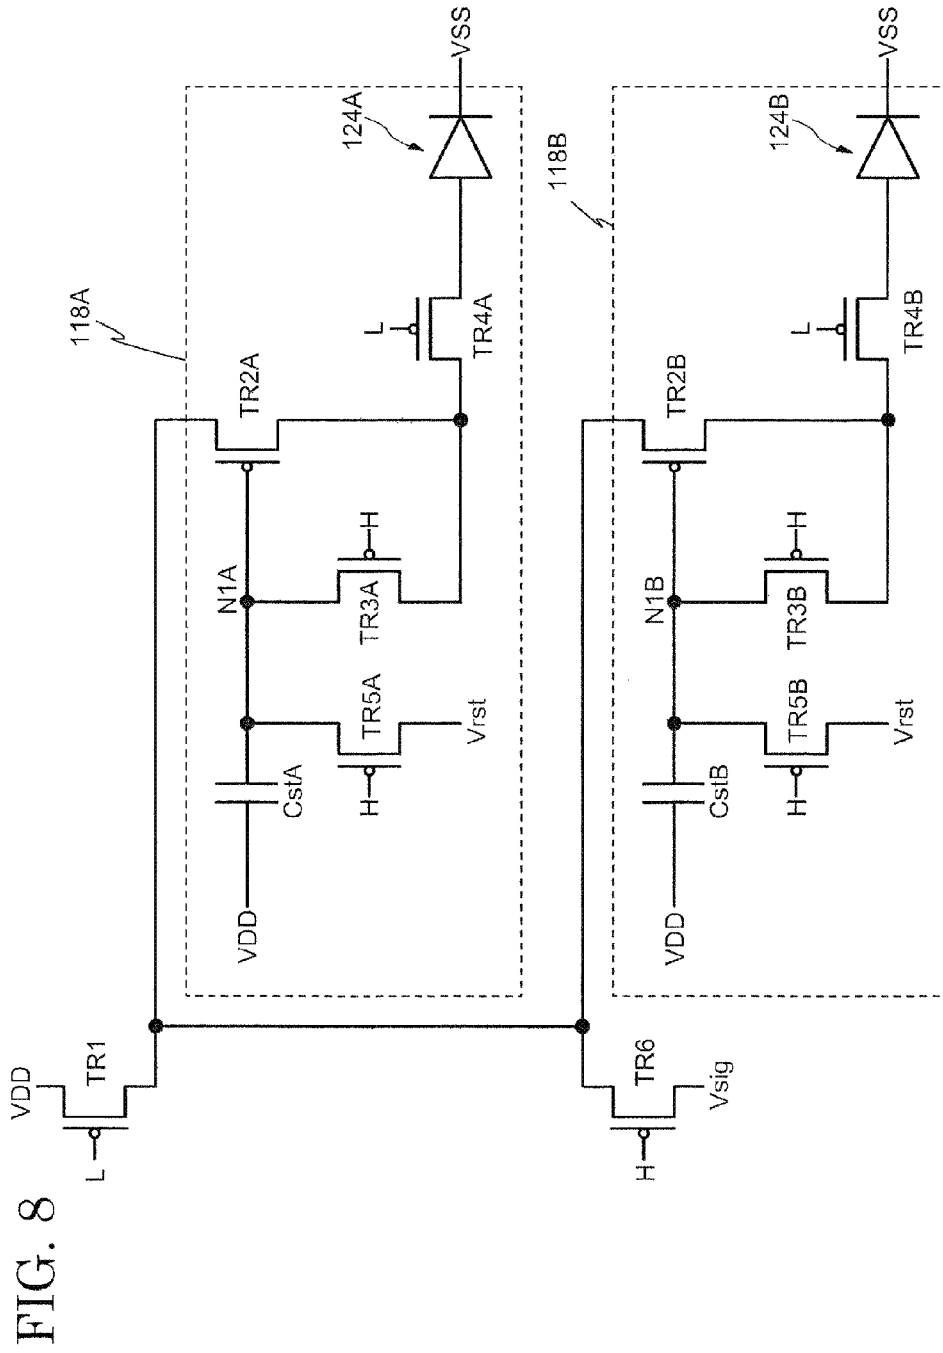 FIG. 8
VDD
L
TR1
118A
VDD
CstA
H
TR5A
Vrst
N1A
TR3A
H
TR2A
L
TR4A
124A
VSS
H
TR6
Vsig
118B
VDD
CstB
H
TR5B
Vrst
N1B
TR3B
H
TR2B
L
TR4B
124B
VSS